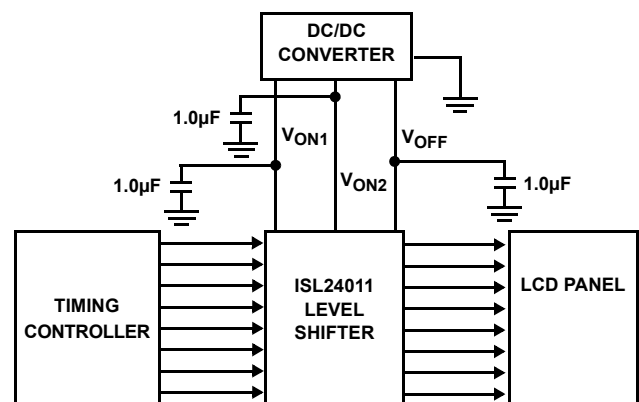 DC/DC
CONVERTER
1.0µF
VON1
VOFF
1.0µF
VON2
1.0µF
TIMING
CONTROLLER
ISL24011
LEVEL
SHIFTER
LCD PANEL